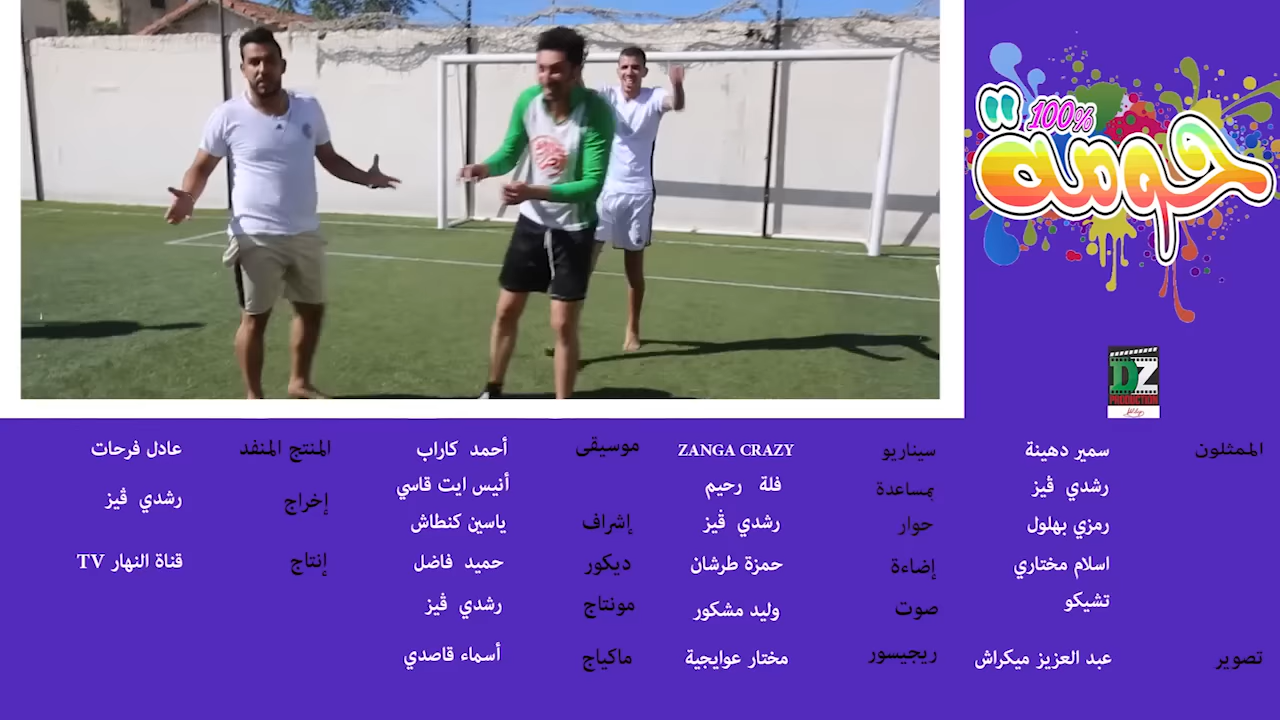 100%
حومة
DZ
PRODUCTION
الممثلون
سمير دهينة
رشدي ڤيز
رمزي بهلول
اسلام مختاري
تشيكو
تصوير
عبد العزيز ميكراش
سيناريو
ZANGA CRAZY
بمساعدة
فلة رحيم
حوار
رشدي ڤيز
إضاءة
حمزة طرشان
صوت
وليد مشكور
ريجيسور
مختار عوايجية
موسيقى
أحمد كاراب
أنيس ايت قاسي
إشراف
ياسين كنطاش
ديكور
حميد فاضل
مونتاج
رشدي ڤيز
ماكياج
أسماء قاصدي
المنتج المنفد
عادل فرحات
إخراج
رشدي ڤيز
إنتاج
قناة النهار TV